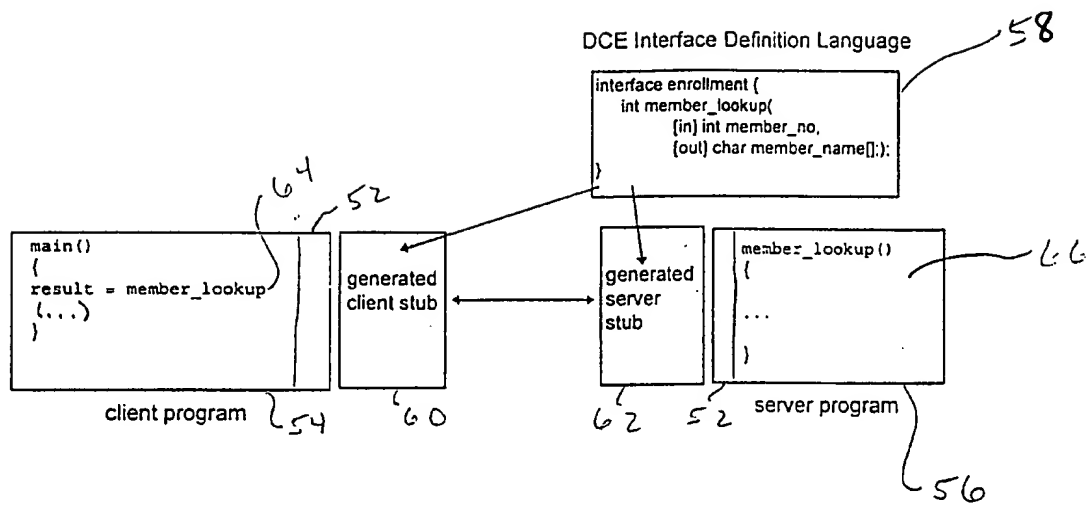 DCE Interface Definition Language
58
interface enrollment {
int member_lookup(
[in] int member_no,
[out] char member_name[];);
}
64
52
main()
{
result = member_lookup
(...)
}
generated
client stub
generated
server
stub
member_lookup()
{
...
}
66
client program
54
60
62
52
server program
56